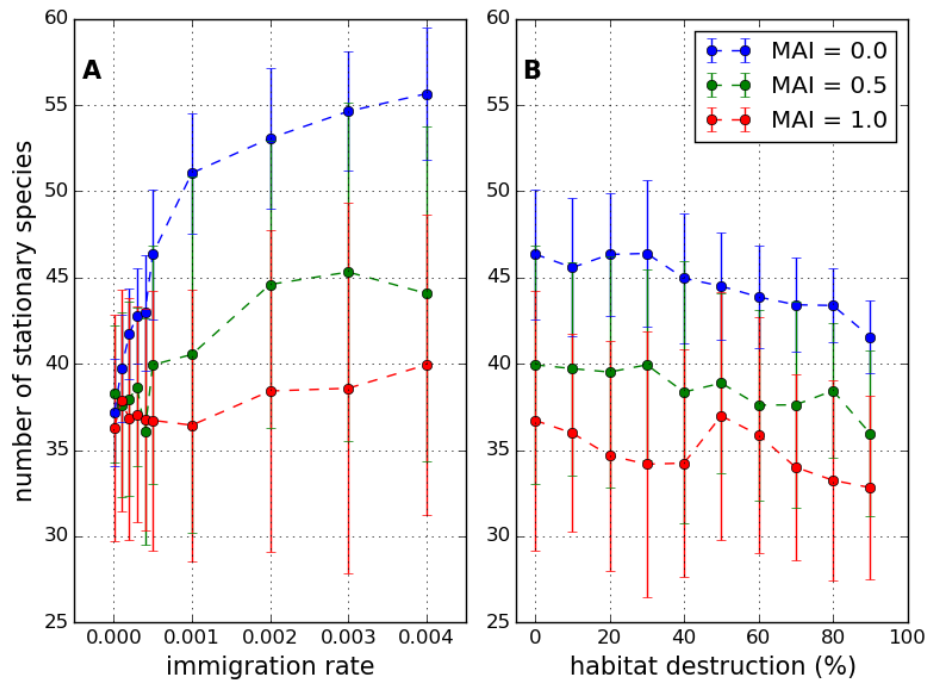 60
55
50
45
40
35
30
25
number of stationary species
A
0.000 0.001 0.002 0.003 0.004
immigration rate
60
55
50
45
40
35
30
25
B
MAI = 0.0
MAI = 0.5
MAI = 1.0
0 20 40 60 80 100
habitat destruction (%)